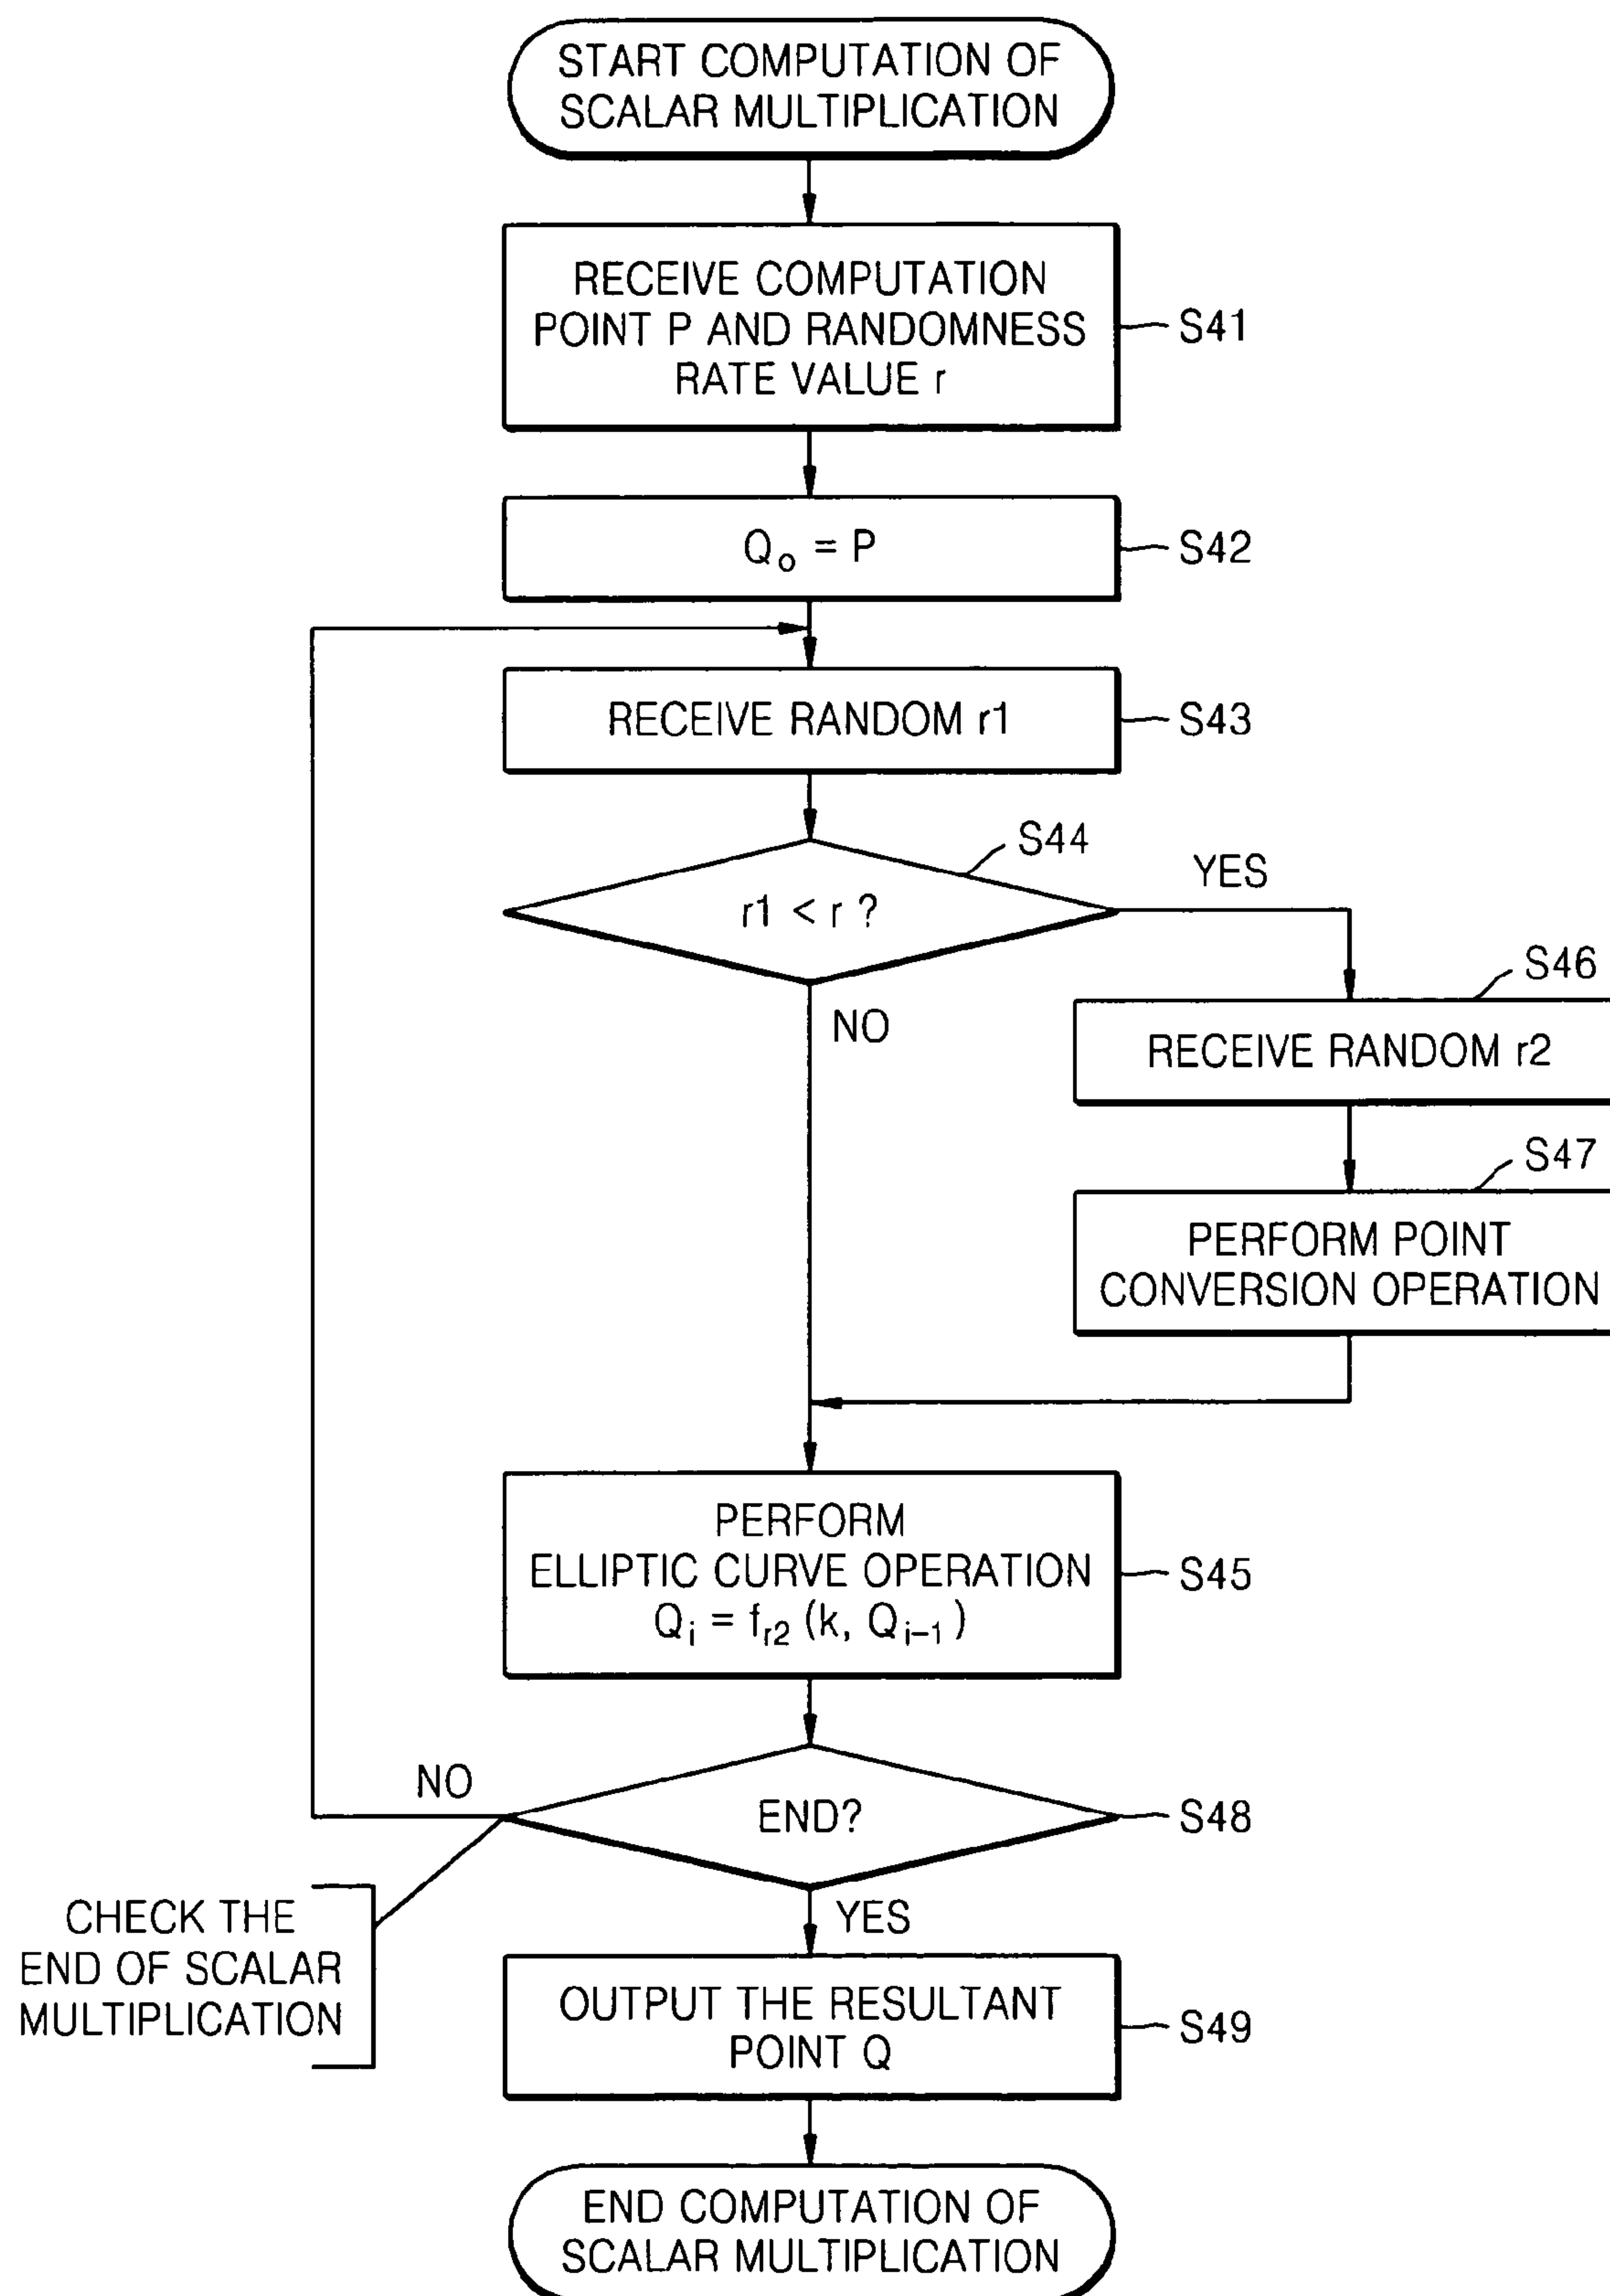 START COMPUTATION OF
SCALAR MULTIPLICATION
RECEIVE COMPUTATION
POINT P AND RANDOMNESS
RATE VALUE r
S41
Q₀ = P
S42
RECEIVE RANDOM r1
S43
S44
r1 < r ?
YES
NO
S46
RECEIVE RANDOM r2
S47
PERFORM POINT
CONVERSION OPERATION
PERFORM
ELLIPTIC CURVE OPERATION
Qᵢ = f_r2 (k, Qᵢ₋₁)
S45
NO
END?
S48
CHECK THE
END OF SCALAR
MULTIPLICATION
YES
OUTPUT THE RESULTANT
POINT Q
S49
END COMPUTATION OF
SCALAR MULTIPLICATION